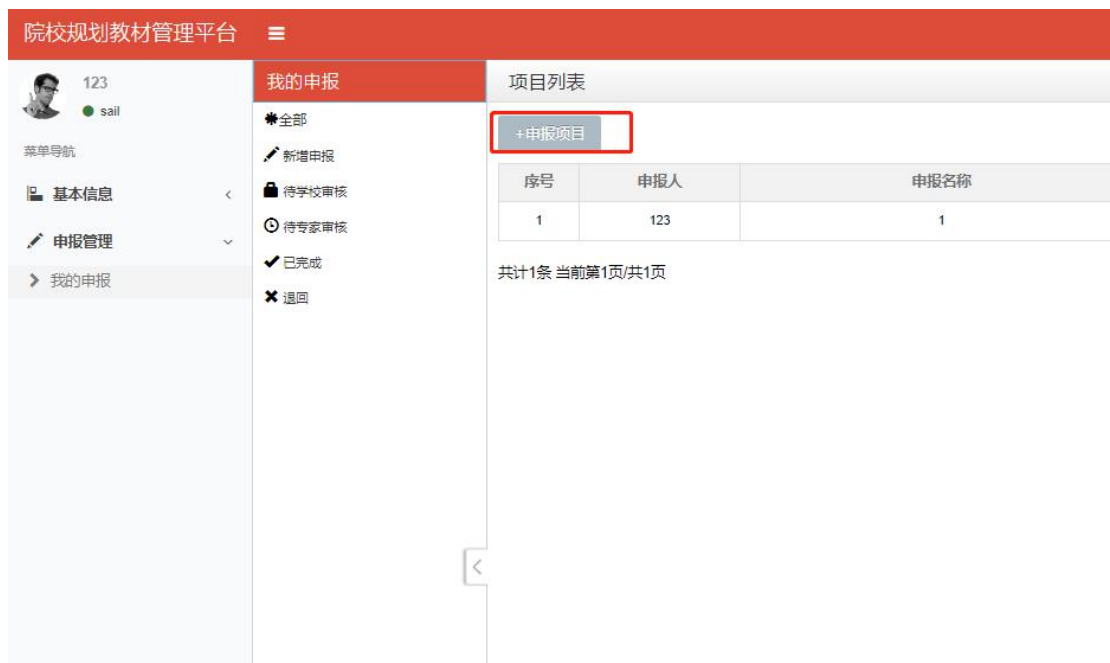 院校规划教材管理平台
123
sail
菜单导航
基本信息
申报管理
我的申报
我的申报
全部
新增申报
待学校审核
待专家审核
已完成
退回
项目列表
+申报项目
序号 申报人 申报名称
1 123 1
共计1条 当前第1页/共1页